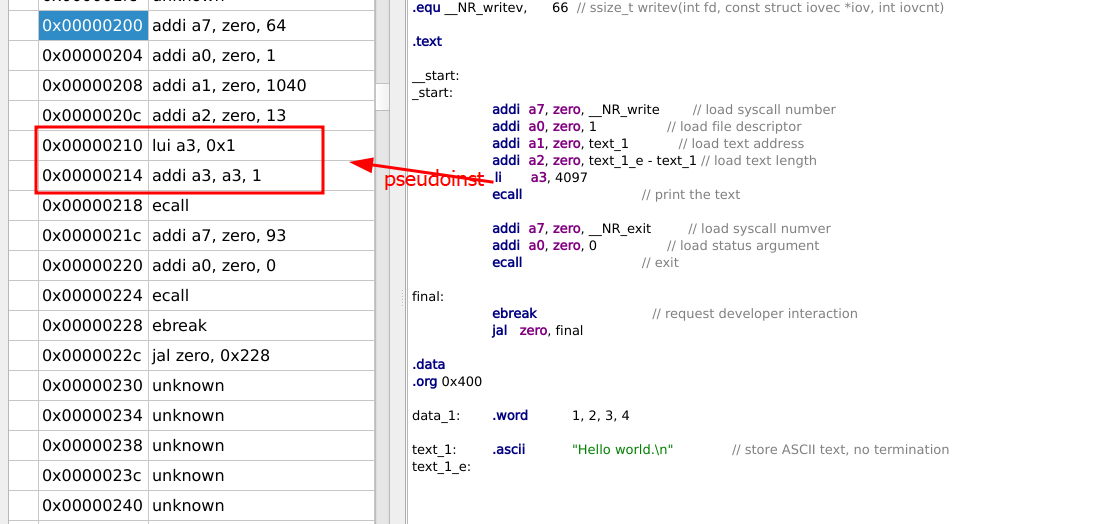 unknown
0x00000200 addi a7, zero, 64
0x00000204 addi a0, zero, 1
0x00000208 addi a1, zero, 1040
0x0000020c addi a2, zero, 13
0x00000210 lui a3, 0x1
0x00000214 addi a3, a3, 1
0x00000218 ecall
0x0000021c addi a7, zero, 93
0x00000220 addi a0, zero, 0
0x00000224 ecall
0x00000228 ebreak
0x0000022c jal zero, 0x228
0x00000230 unknown
0x00000234 unknown
0x00000238 unknown
0x0000023c unknown
0x00000240 unknown
pseudoinst
.equ __NR_writev, 66 // ssize_t writev(int fd, const struct iovec *iov, int iovcnt)
.text
__start:
_start:
addi a7, zero, __NR_write // load syscall number
addi a0, zero, 1 // load file descriptor
addi a1, zero, text_1 // load text address
addi a2, zero, text_1_e - text_1 // load text length
li a3, 4097
ecall // print the text
addi a7, zero, __NR_exit // load syscall numver
addi a0, zero, 0 // load status argument
ecall // exit
final:
ebreak // request developer interaction
jal zero, final
.data
.org 0x400
data_1: .word 1, 2, 3, 4
text_1: .ascii "Hello world.\n" // store ASCII text, no termination
text_1_e: